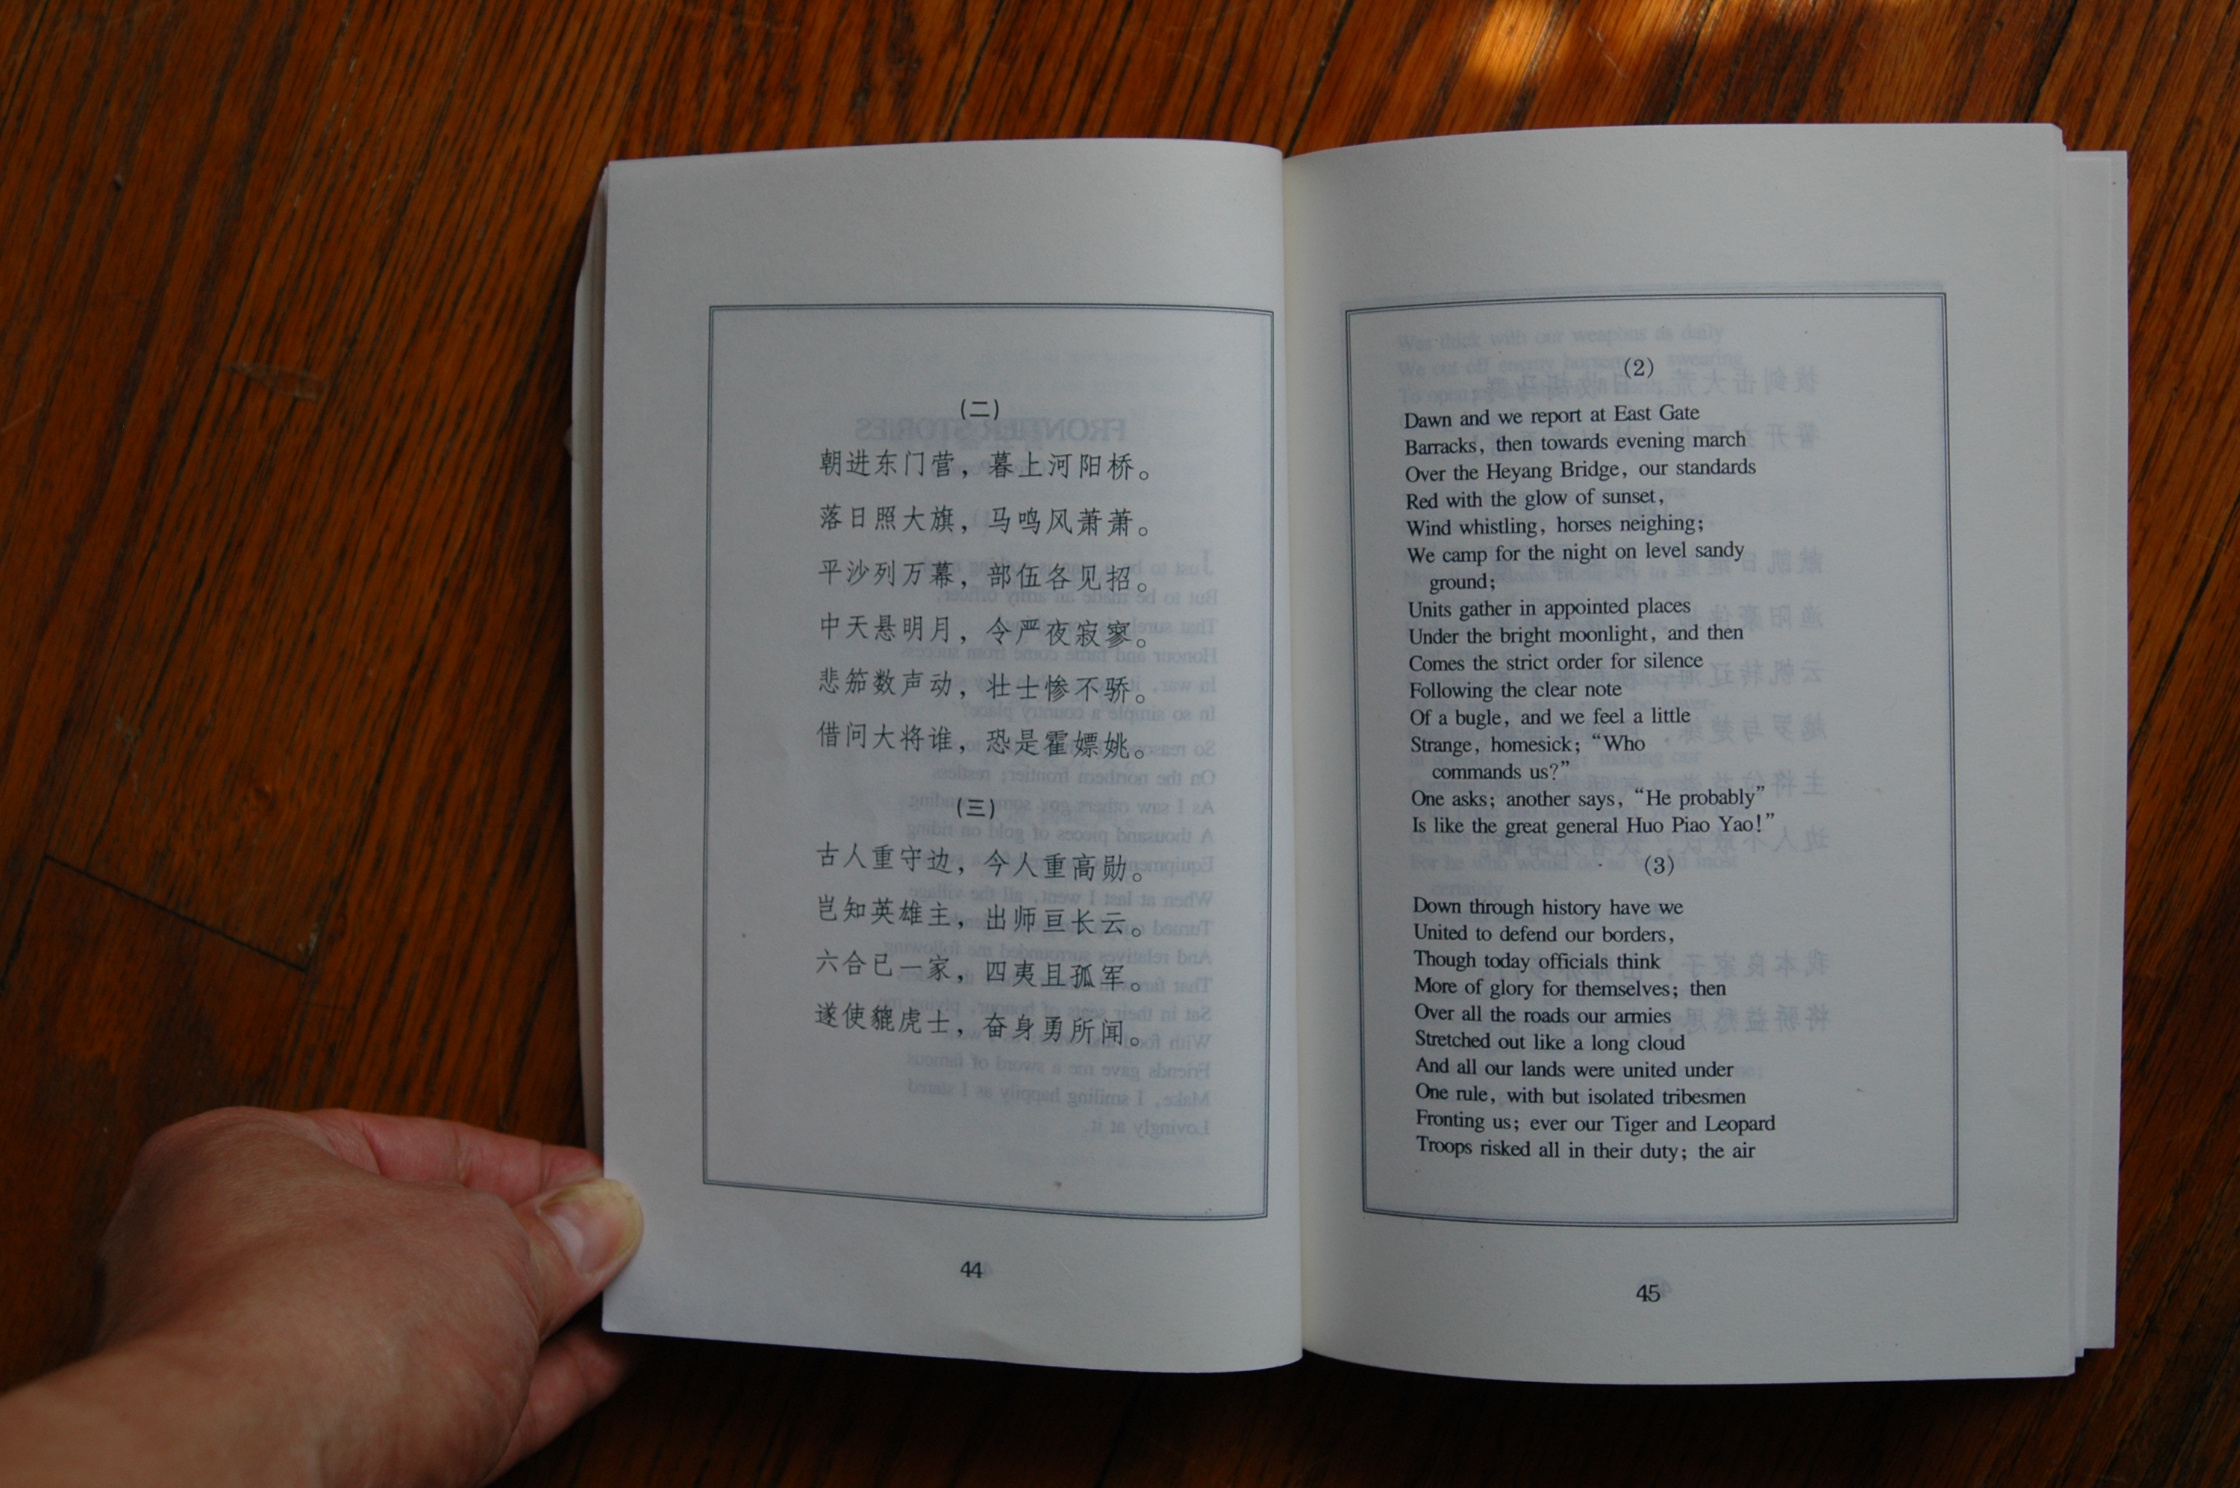 (二)
朝进东门营，暮上河阳桥。
落日照大旗，马鸣风萧萧。
平沙列万幕，部伍各见招。
中天悬明月，令严夜寂寥。
悲笳数声动，壮士惨不骄。
借问大将谁，恐是霍嫖姚。
(三)
古人重守边，今人重高勋。
岂知英雄主，出师亘长云。
六合已一家，四夷且孤军。
遂使貔虎士，奋身勇所闻。
44
(2)
Dawn and we report at East Gate
Barracks, then towards evening march
Over the Heyang Bridge, our standards
Red with the glow of sunset,
Wind whistling, horses neighing;
We camp for the night on level sandy
ground;
Units gather in appointed places
Under the bright moonlight, and then
Comes the strict order for silence
Following the clear note
Of a bugle, and we feel a little
Strange, homesick; “Who
commands us?”
One asks; another says, “He probably”
Is like the great general Huo Piao Yao!”
(3)
Down through history have we
United to defend our borders,
Though today officials think
More of glory for themselves; then
Over all the roads our armies
Stretched out like a long cloud
And all our lands were united under
One rule, with but isolated tribesmen
Fronting us; ever our Tiger and Leopard
Troops risked all in their duty; the air
45